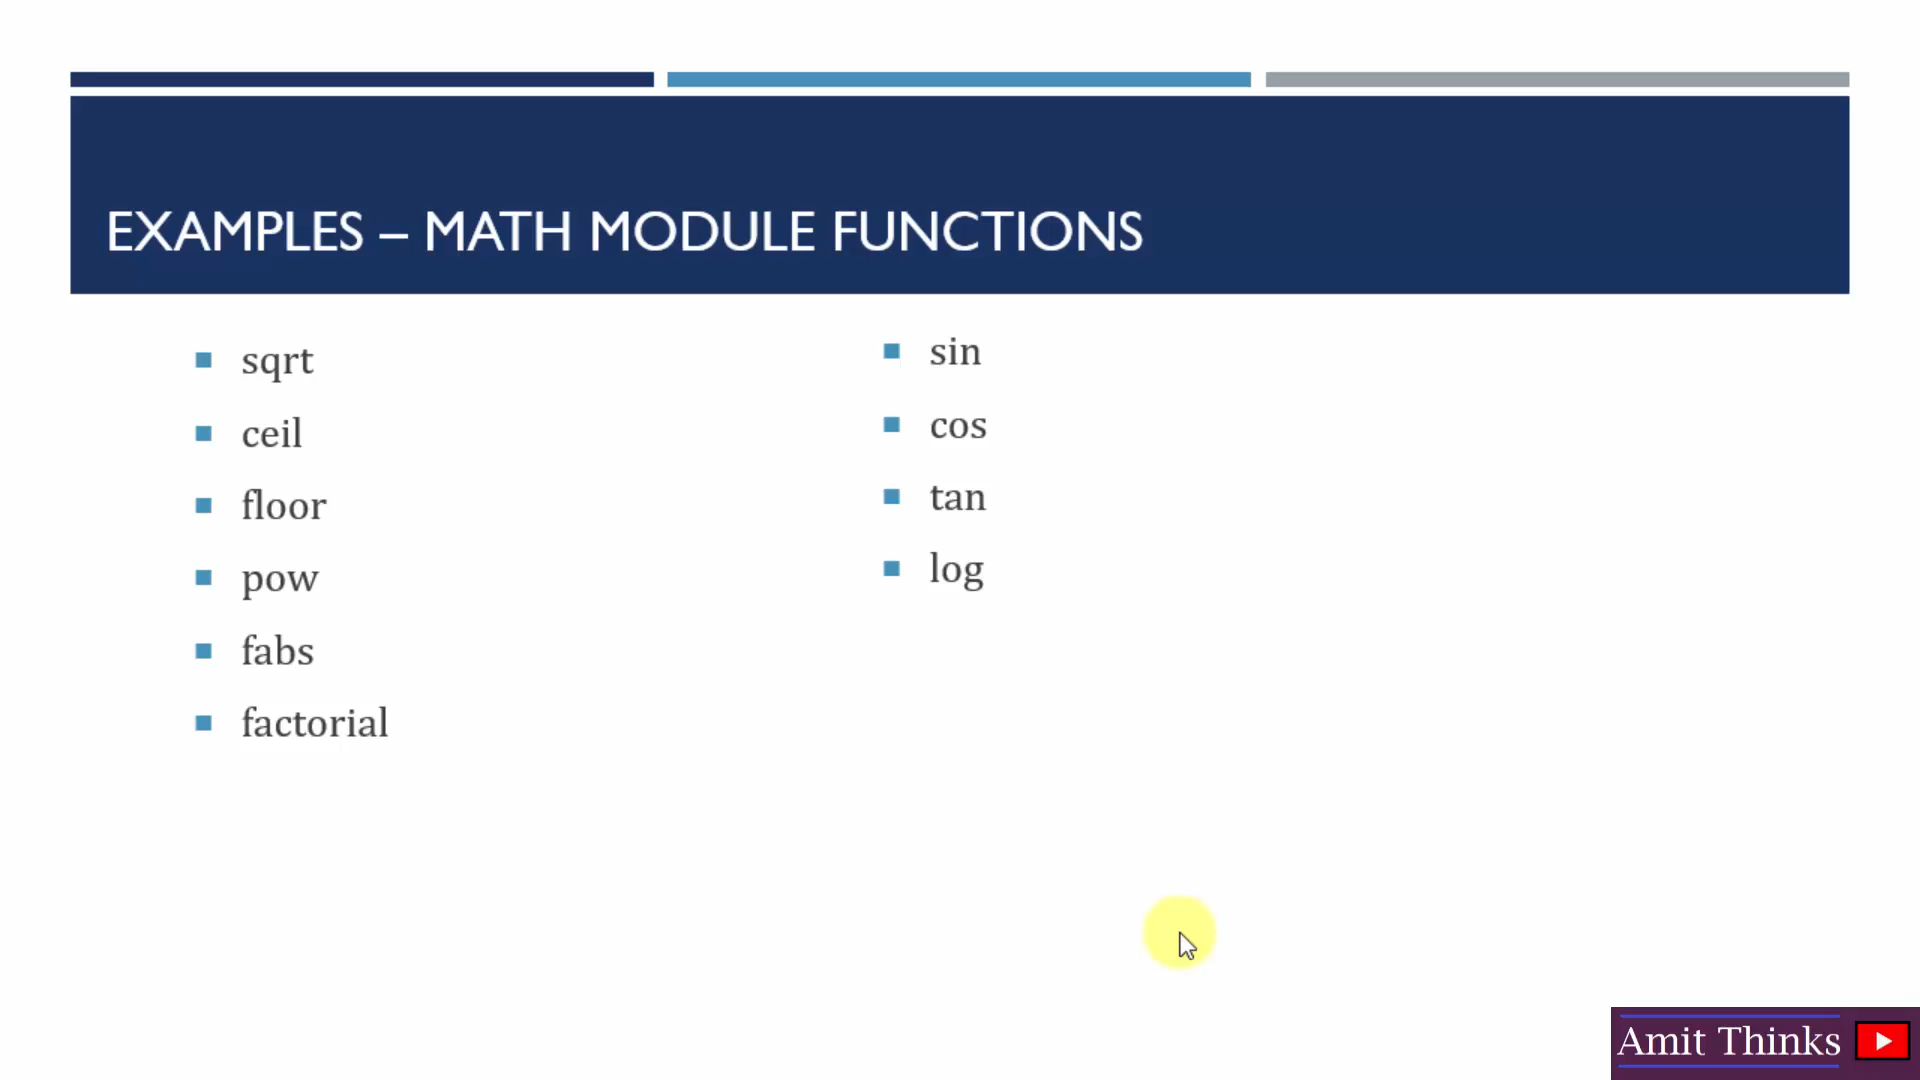 EXAMPLES – MATH MODULE FUNCTIONS
sqrt
ceil
floor
pow
fabs
factorial
sin
cos
tan
log
Amit Thinks